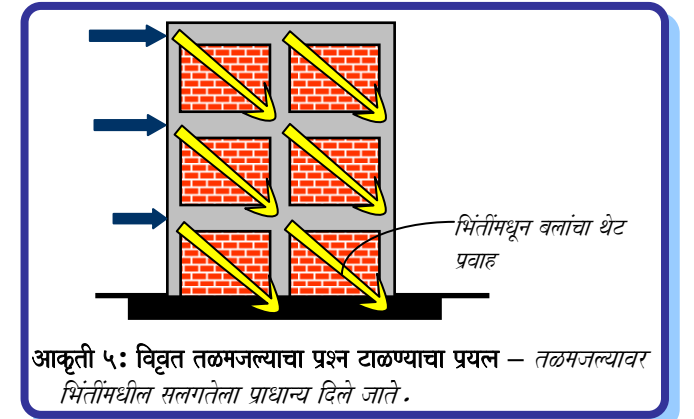 भिंतींमधून बलांचा थेट
प्रवाह
आकृती ५: विवृत तळमजल्याचा प्रश्न टाळण्याचा प्रयत्न – तळमजल्यावर
भिंतींमधील सलगतेला प्राधान्य दिले जाते.